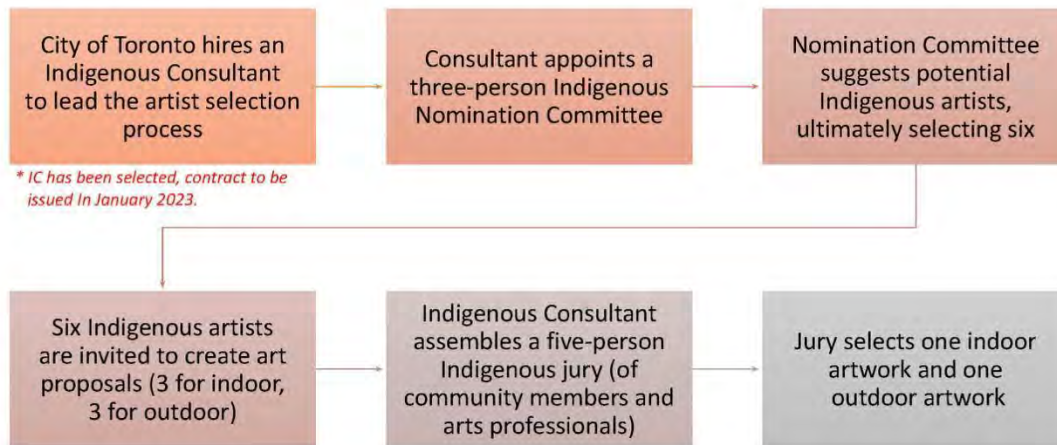 City of Toronto hires an
Indigenous Consultant
to lead the artist selection
process
* IC has been selected, contract to be
issued In January 2023.
Consultant appoints a
three-person Indigenous
Nomination Committee
Nomination Committee
suggests potential
Indigenous artists,
ultimately selecting six
Six Indigenous artists
are invited to create art
proposals (3 for indoor,
3 for outdoor)
Indigenous Consultant
assembles a five-person
Indigenous jury (of
community members and
arts professionals)
Jury selects one indoor
artwork and one
outdoor artwork